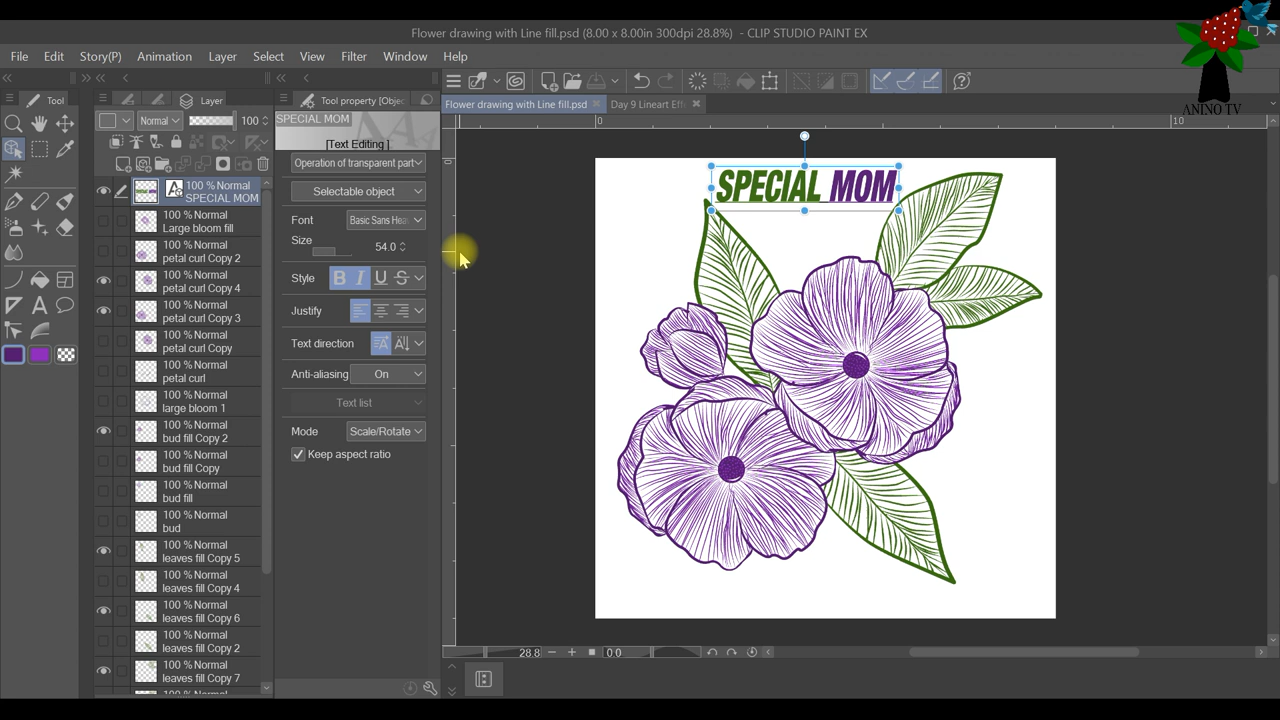 Flower drawing with Line fill.psd (8.00 x 8.00in 300dpi 28.8%) - CLIP STUDIO PAINT EX
File Edit Story(P) Animation Layer Select View Filter Window Help
ANINO TV
Tool
Layer
Tool property [Objec
Flower drawing with Line fill.psd
Day 9 Lineart Eff
Normal
100
SPECIAL MOM
[Text Editing ]
Operation of transparent part
Selectable object
Font
Basic Sans Hea
Size
54.0
Style
B I U S
Justify
Text direction
Anti-aliasing
On
Text list
Mode
Scale/Rotate
Keep aspect ratio
100 % Normal
SPECIAL MOM
100 % Normal
Large bloom fill
100 % Normal
petal curl Copy 2
100 % Normal
petal curl Copy 4
100 % Normal
petal curl Copy 3
100 % Normal
petal curl Copy
100 % Normal
petal curl
100 % Normal
large bloom 1
100 % Normal
bud fill Copy 2
100 % Normal
bud fill Copy
100 % Normal
bud fill
100 % Normal
bud
100 % Normal
leaves fill Copy 5
100 % Normal
leaves fill Copy 4
100 % Normal
leaves fill Copy 6
100 % Normal
leaves fill Copy 2
100 % Normal
leaves fill Copy 7
100 % Normal
0
10
0
SPECIAL MOM
28.8
0.0